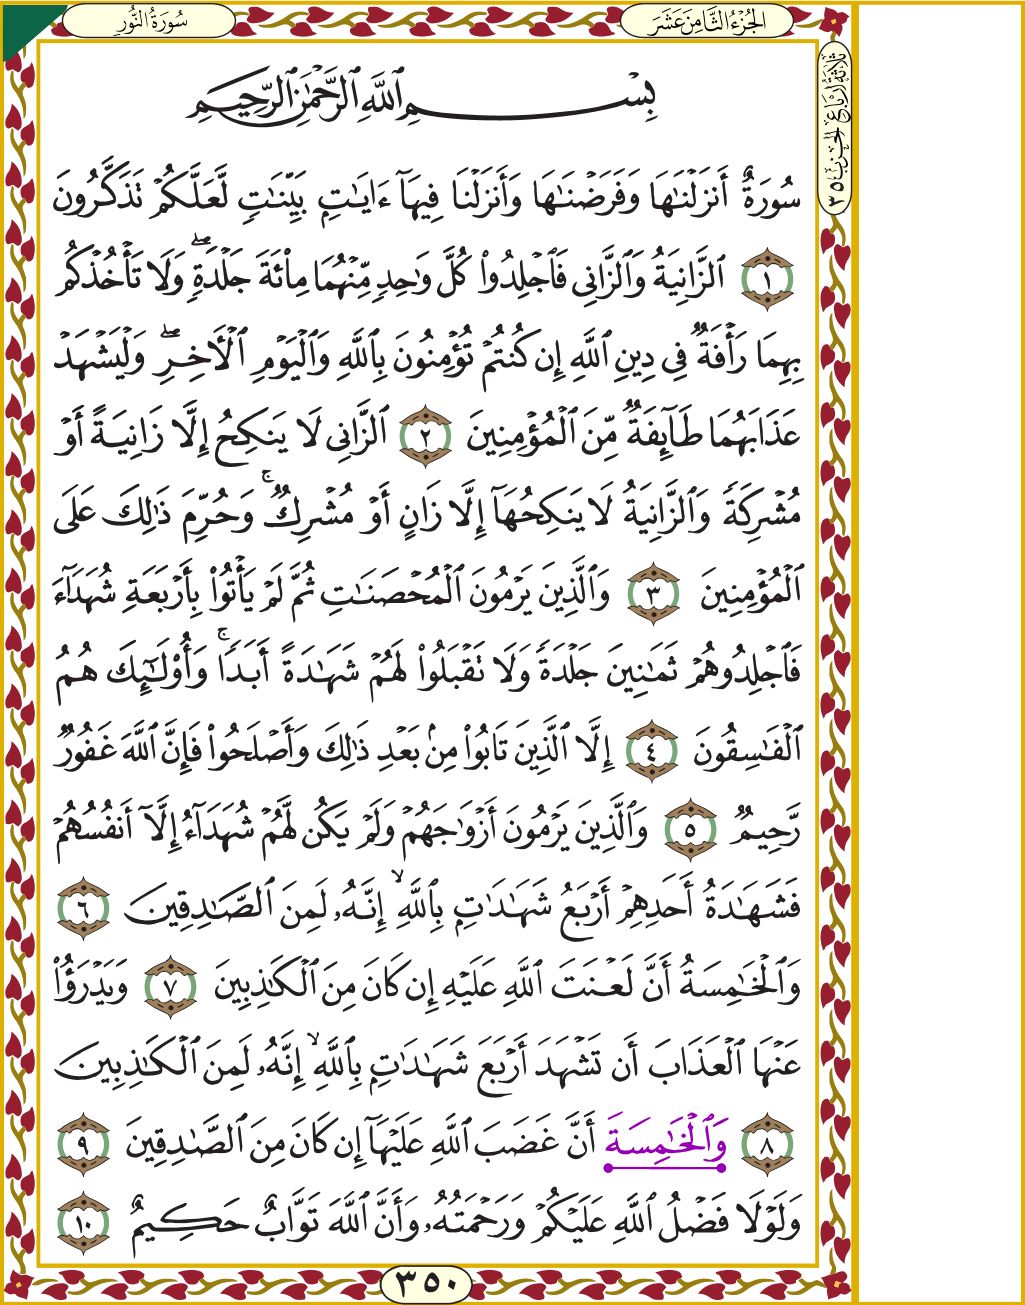 سُورَةُ النُّورِ
الجُزءُ الثَّامِنَ عَشَرَ
ثَلَاثَةُ أَرْبَاعِ الحِزْبِ ٣٥
بِسْمِ ٱللَّهِ ٱلرَّحْمَٰنِ ٱلرَّحِيمِ
سُورَةٌ أَنزَلْنَٰهَا وَفَرَضْنَٰهَا وَأَنزَلْنَا فِيهَآ ءَايَٰتٍۭ بَيِّنَٰتٍ لَّعَلَّكُمْ تَذَكَّرُونَ
١ ٱلزَّانِيَةُ وَٱلزَّانِى فَٱجْلِدُوا۟ كُلَّ وَٰحِدٍ مِّنْهُمَا مِا۟ئَةَ جَلْدَةٍ ۖ وَلَا تَأْخُذْكُم
بِهِمَا رَأْفَةٌ فِى دِينِ ٱللَّهِ إِن كُنتُمْ تُؤْمِنُونَ بِٱللَّهِ وَٱلْيَوْمِ ٱلْـَٔاخِرِ ۖ وَلْيَشْهَدْ
عَذَابَهُمَا طَآئِفَةٌ مِّنَ ٱلْمُؤْمِنِينَ ٢ ٱلزَّانِى لَا يَنكِحُ إِلَّا زَانِيَةً أَوْ
مُشْرِكَةً وَٱلزَّانِيَةُ لَا يَنكِحُهَآ إِلَّا زَانٍ أَوْ مُشْرِكٌ ۚ وَحُرِّمَ ذَٰلِكَ عَلَى
ٱلْمُؤْمِنِينَ ٣ وَٱلَّذِينَ يَرْمُونَ ٱلْمُحْصَنَٰتِ ثُمَّ لَمْ يَأْتُوا۟ بِأَرْبَعَةِ شُهَدَآءَ
فَٱجْلِدُوهُمْ ثَمَٰنِينَ جَلْدَةً وَلَا تَقْبَلُوا۟ لَهُمْ شَهَٰدَةً أَبَدًا ۚ وَأُو۟لَٰٓئِكَ هُمُ
ٱلْفَٰسِقُونَ ٤ إِلَّا ٱلَّذِينَ تَابُوا۟ مِنۢ بَعْدِ ذَٰلِكَ وَأَصْلَحُوا۟ فَإِنَّ ٱللَّهَ غَفُورٌ
رَّحِيمٌ ٥ وَٱلَّذِينَ يَرْمُونَ أَزْوَٰجَهُمْ وَلَمْ يَكُن لَّهُمْ شُهَدَآءُ إِلَّآ أَنفُسُهُمْ
فَشَهَٰدَةُ أَحَدِهِمْ أَرْبَعُ شَهَٰدَٰتٍۭ بِٱللَّهِ ۙ إِنَّهُۥ لَمِنَ ٱلصَّٰدِقِينَ ٦
وَٱلْخَٰمِسَةُ أَنَّ لَعْنَتَ ٱللَّهِ عَلَيْهِ إِن كَانَ مِنَ ٱلْكَٰذِبِينَ ٧ وَيَدْرَؤُا۟
عَنْهَا ٱلْعَذَابَ أَن تَشْهَدَ أَرْبَعَ شَهَٰدَٰتٍۭ بِٱللَّهِ ۙ إِنَّهُۥ لَمِنَ ٱلْكَٰذِبِينَ
٨ وَٱلْخَٰمِسَةَ أَنَّ غَضَبَ ٱللَّهِ عَلَيْهَآ إِن كَانَ مِنَ ٱلصَّٰدِقِينَ ٩
وَلَوْلَا فَضْلُ ٱللَّهِ عَلَيْكُمْ وَرَحْمَتُهُۥ وَأَنَّ ٱللَّهَ تَوَّابٌ حَكِيمٌ ١٠
٣٥٠